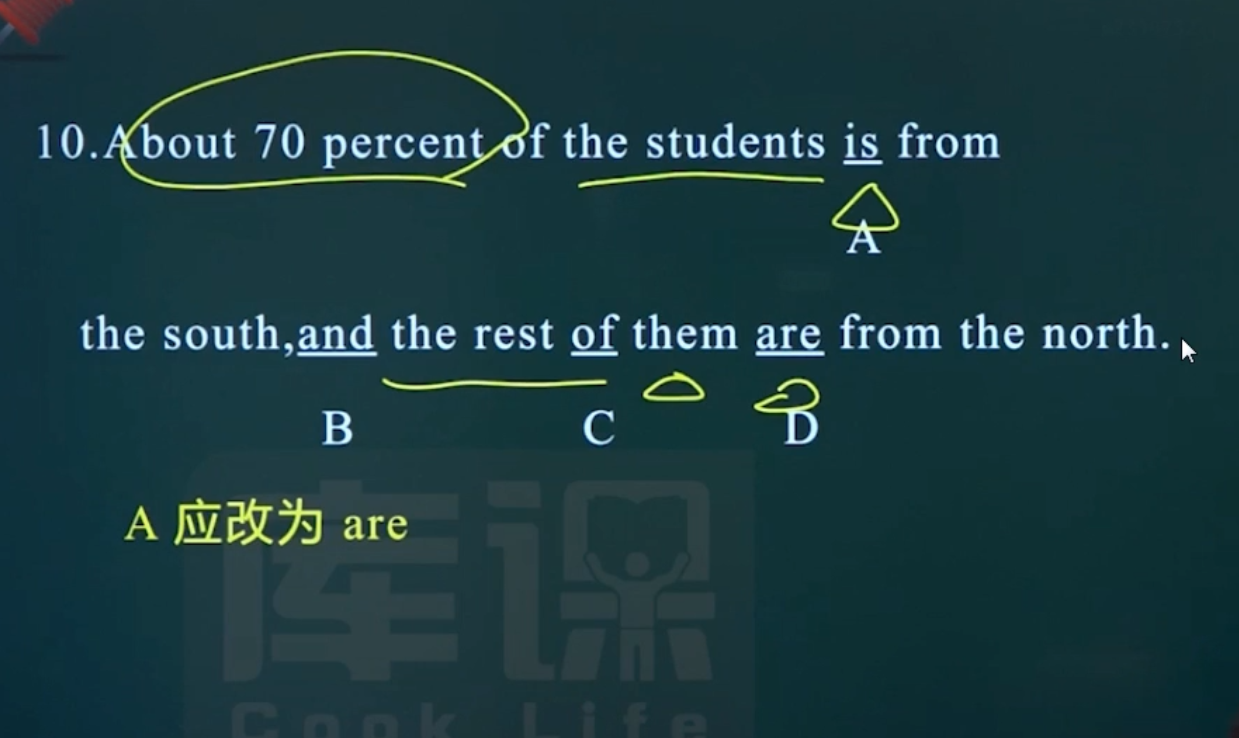 10.About 70 percent of the students is from
A
the south,and the rest of them are from the north.
B C D
A 应改为 are
库课
Cook Life